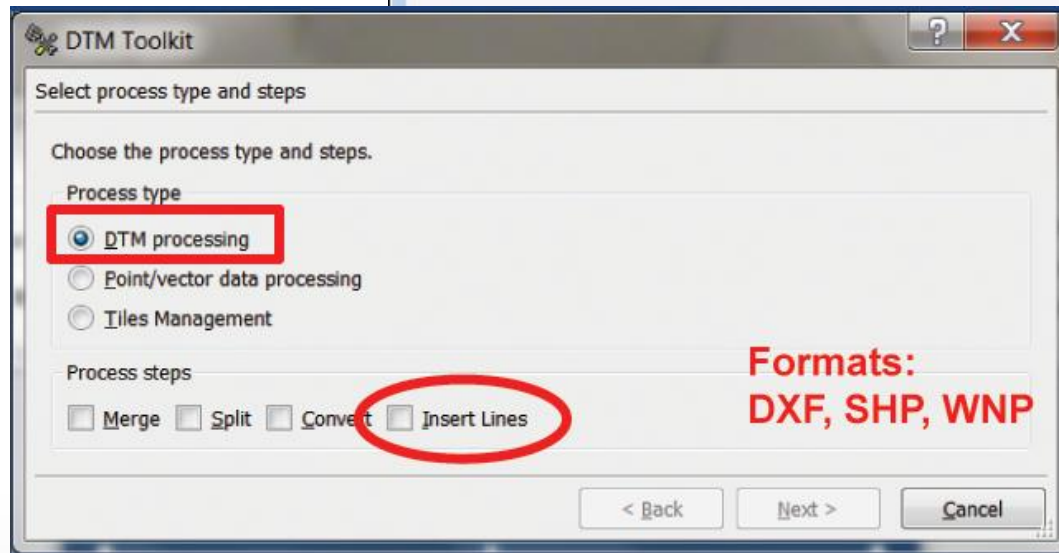 DTM Toolkit
?
X
Select process type and steps
Choose the process type and steps.
Process type
DTM processing
Point/vector data processing
Tiles Management
Process steps
Merge Split Convert Insert Lines
Formats:
DXF, SHP, WNP
< Back Next > Cancel